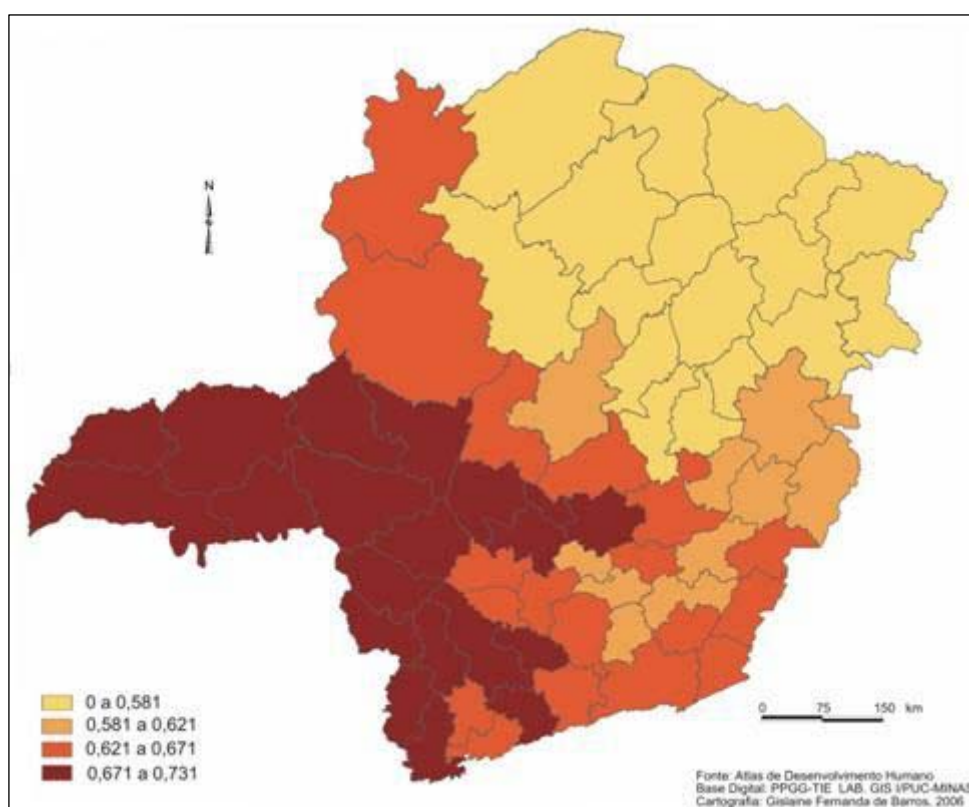 N
0 a 0,581
0,581 a 0,621
0,621 a 0,671
0,671 a 0,731
0 75 150 km
Fonte: Atlas de Desenvolvimento Humano
Base Digital: PPGG-TIE LAB. GIS I/PUC-MINAS
Cartografia: Gislaine Fernanda de Barros, 2006